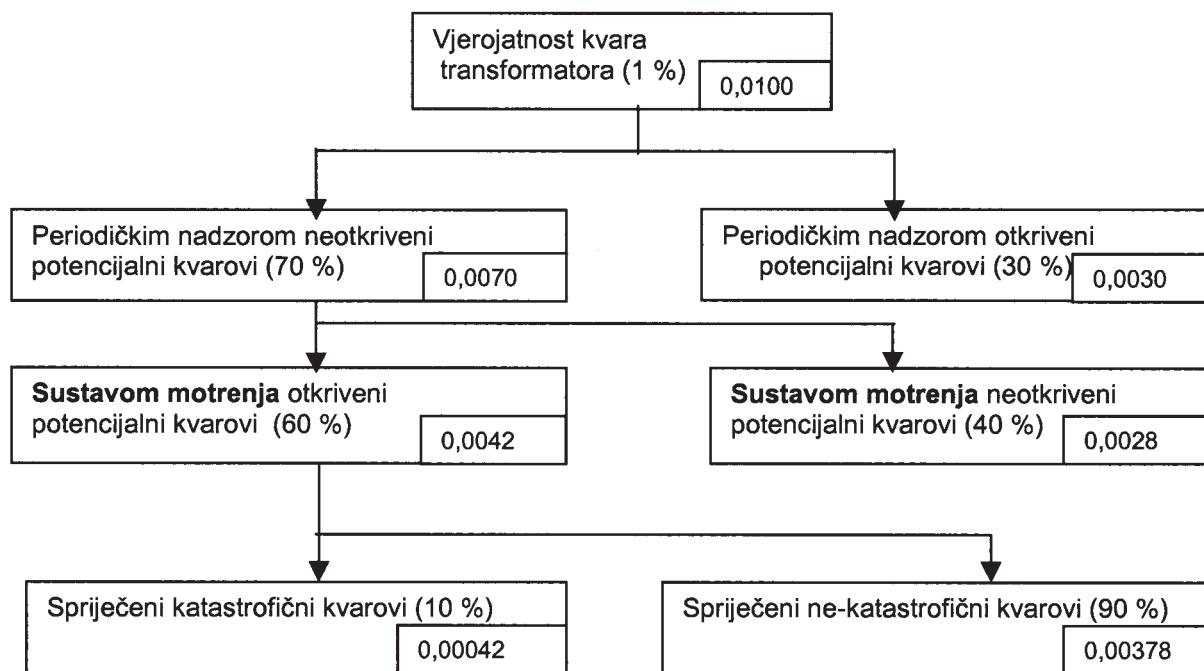 Vjerojatnost kvara
transformatora (1 %)
0,0100
Periodičkim nadzorom neotkriveni
potencijalni kvarovi (70 %)
0,0070
Periodičkim nadzorom otkriveni
potencijalni kvarovi (30 %)
0,0030
Sustavom motrenja otkriveni
potencijalni kvarovi (60 %)
0,0042
Sustavom motrenja neotkriveni
potencijalni kvarovi (40 %)
0,0028
Spriječeni katastrofični kvarovi (10 %)
0,00042
Spriječeni ne-katastrofični kvarovi (90 %)
0,00378